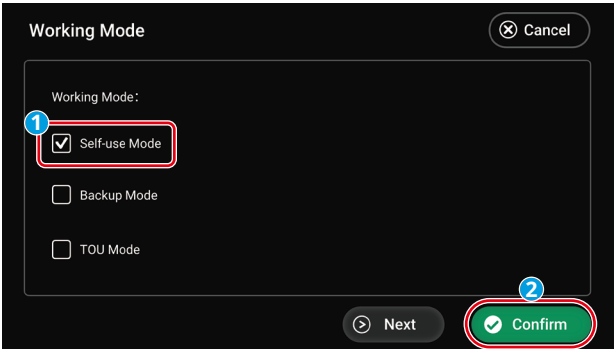 Working Mode
Cancel
Working Mode:
1
Self-use Mode
Backup Mode
TOU Mode
2
Next
Confirm